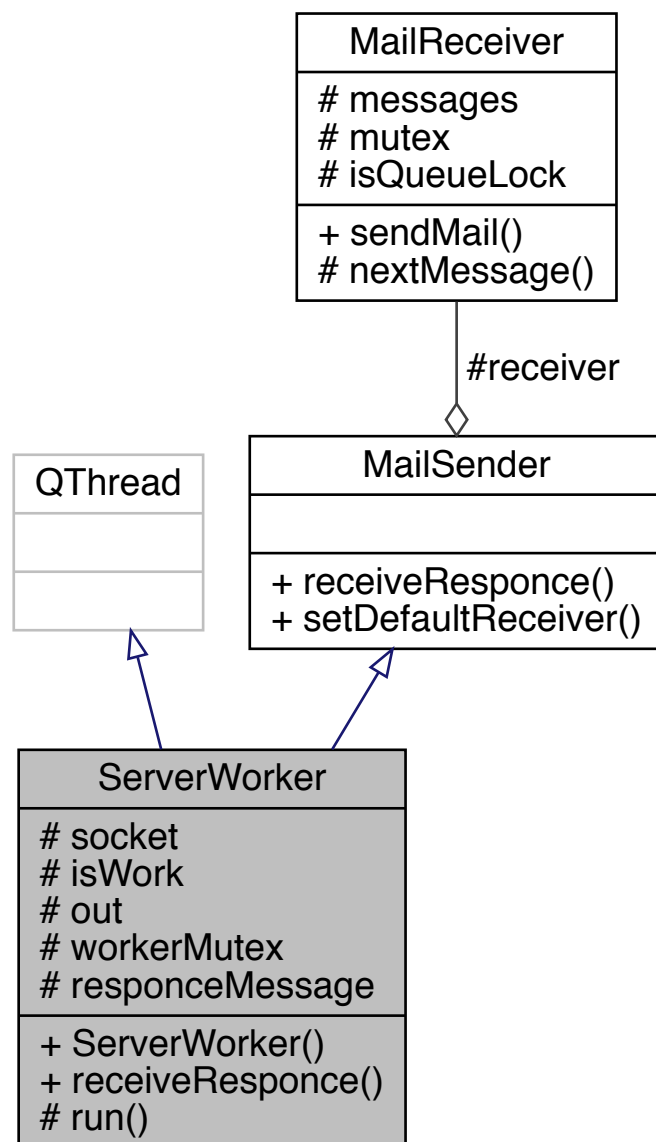 MailReceiver
# messages
# mutex
# isQueueLock
+ sendMail()
# nextMessage()
#receiver
QThread
MailSender
+ receiveResponce()
+ setDefaultReceiver()
ServerWorker
# socket
# isWork
# out
# workerMutex
# responceMessage
+ ServerWorker()
+ receiveResponce()
# run()